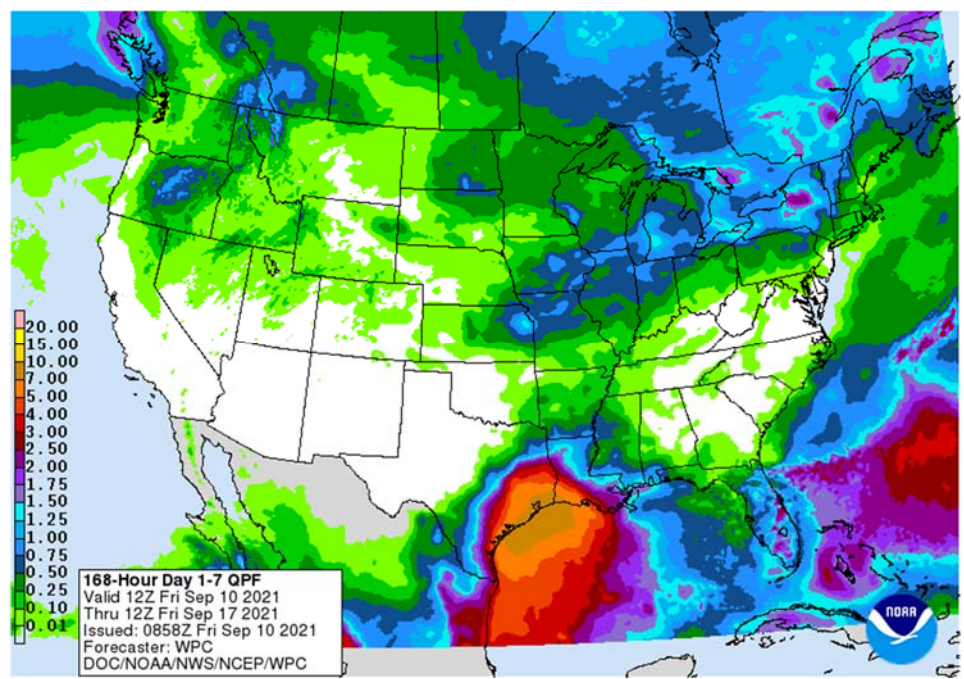 20.00
15.00
10.00
7.00
5.00
4.00
3.00
2.50
2.00
1.75
1.50
1.25
1.00
0.75
0.50
0.25
0.10
0.01
168-Hour Day 1-7 QPF
Valid 12Z Fri Sep 10 2021
Thru 12Z Fri Sep 17 2021
Issued: 0858Z Fri Sep 10 2021
Forecaster: WPC
DOC/NOAA/NWS/NCEP/WPC
NOAA